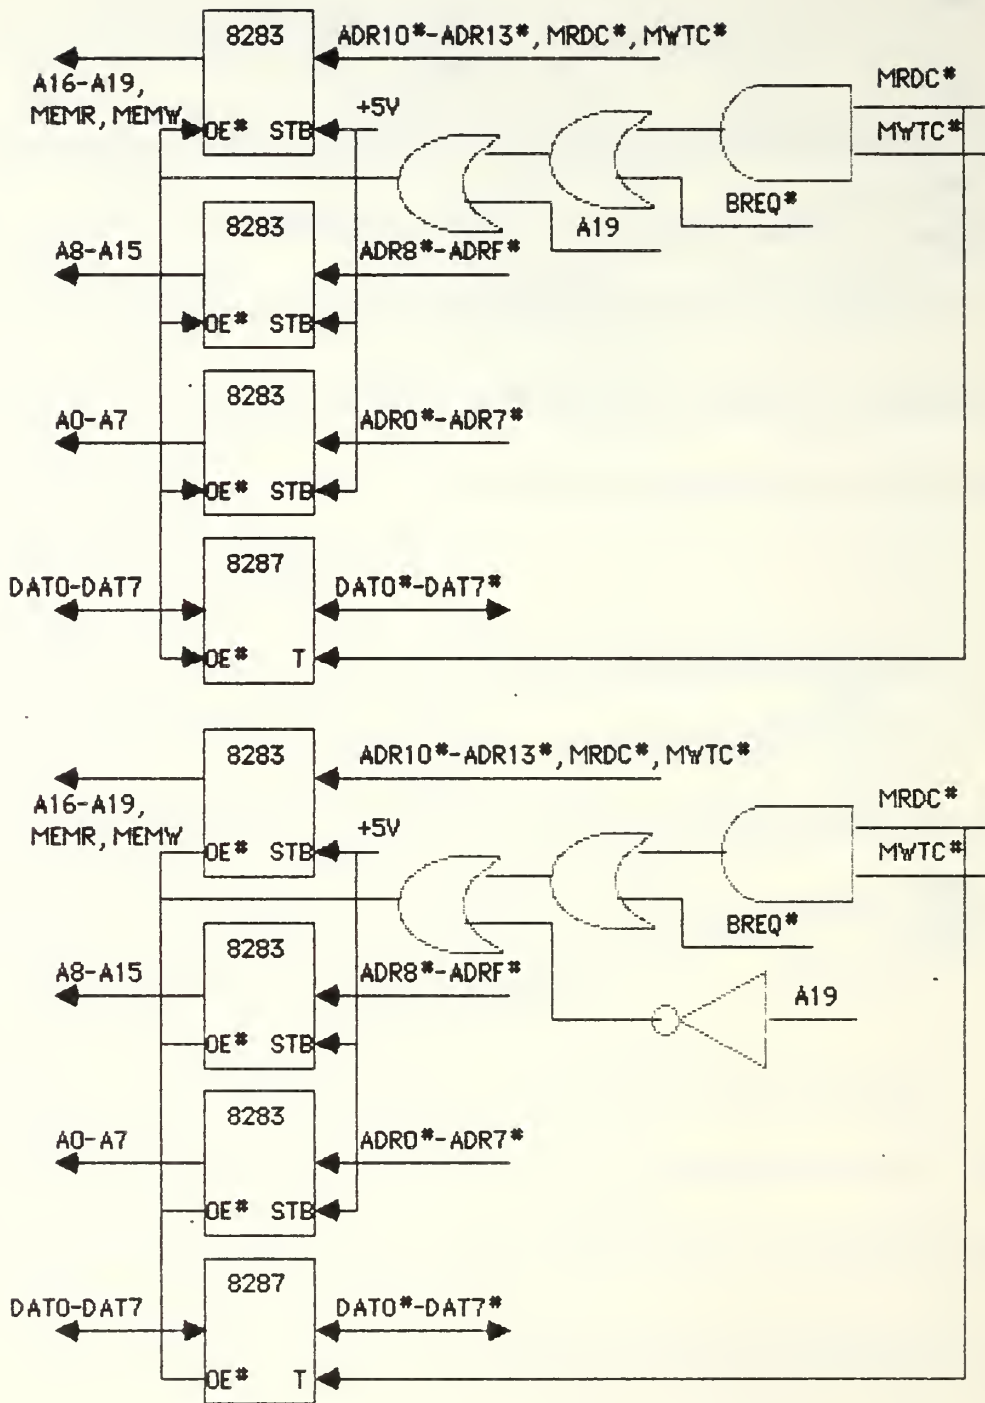 8283
ADR10*-ADR13*, MRDC*, MWTC*
A16-A19,
MEMR, MEMW
+5V
MRDC*
MWTC*
OE* STB
BREQ*
A19
8283
A8-A15
ADR8*-ADRF*
OE* STB
8283
A0-A7
ADR0*-ADR7*
OE* STB
8287
DAT0-DAT7
DAT0*-DAT7*
OE* T
8283
ADR10*-ADR13*, MRDC*, MWTC*
A16-A19,
MEMR, MEMW
+5V
MRDC*
MWTC*
OE* STB
BREQ*
8283
A8-A15
ADR8*-ADRF*
A19
OE* STB
8283
A0-A7
ADR0*-ADR7*
OE* STB
8287
DAT0-DAT7
DAT0*-DAT7*
OE* T